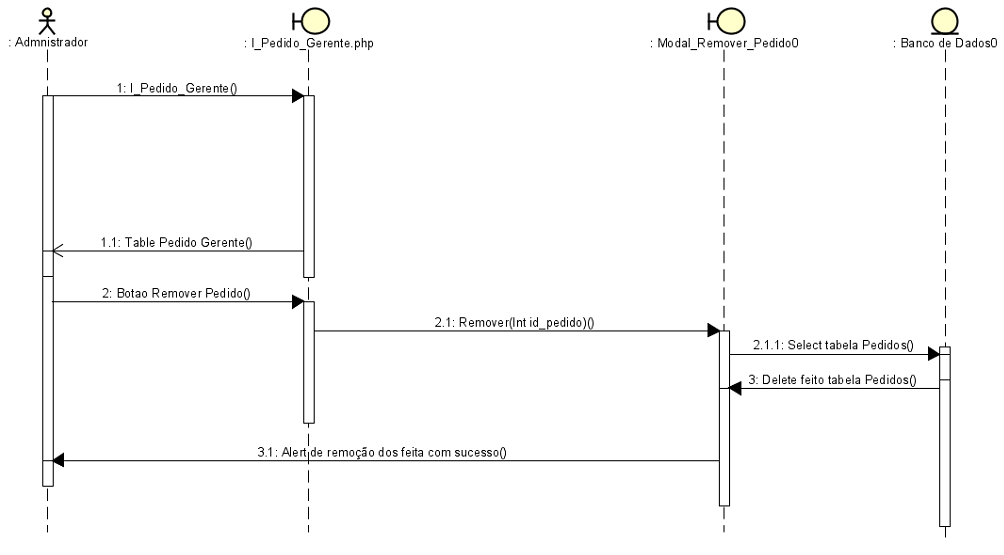 : Admnistrador
: I_Pedido_Gerente.php
: Modal_Remover_Pedido0
: Banco de Dados0
1: I_Pedido_Gerente()
1.1: Table Pedido Gerente()
2: Botao Remover Pedido()
2.1: Remover(Int id_pedido)()
2.1.1: Select tabela Pedidos()
3: Delete feito tabela Pedidos()
3.1: Alert de remoção dos feita com sucesso()